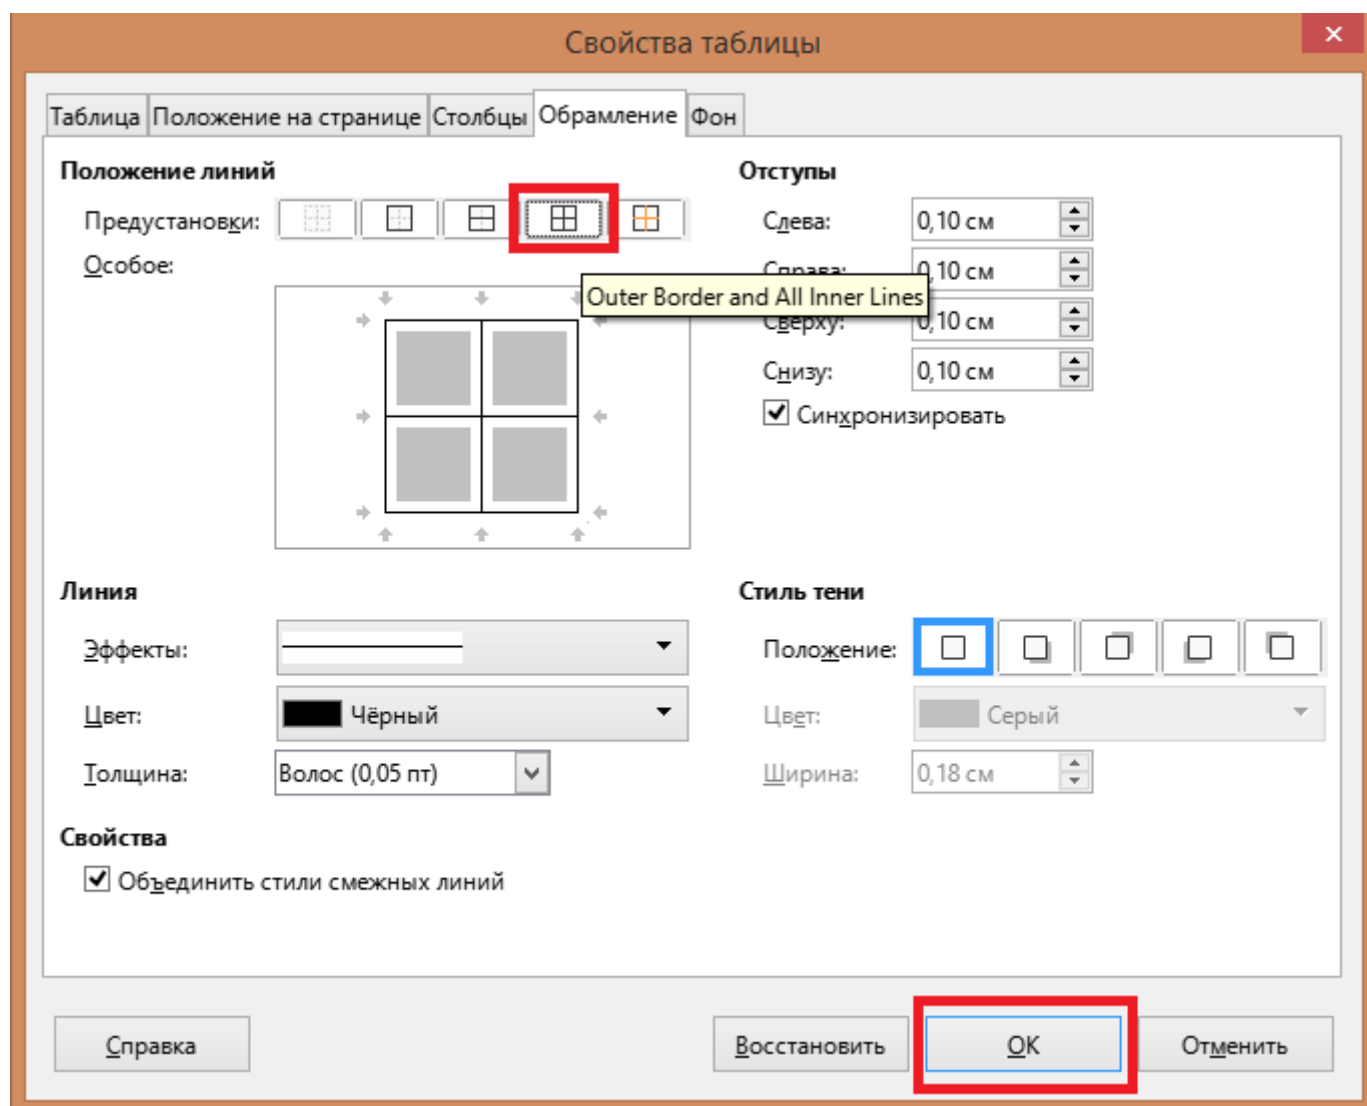 Свойства таблицы
Таблица Положение на странице Столбцы Обрамление Фон
Положение линий
Предустановки:
Особое:
Outer Border and All Inner Lines
Отступы
Слева: 0,10 см
Справа: 0,10 см
Сверху: 0,10 см
Снизу: 0,10 см
Синхронизировать
Линия
Эффекты:
Цвет: Чёрный
Толщина: Волос (0,05 пт)
Стиль тени
Положение:
Цвет: Серый
Ширина: 0,18 см
Свойства
Объединить стили смежных линий
Справка Восстановить OK Отменить